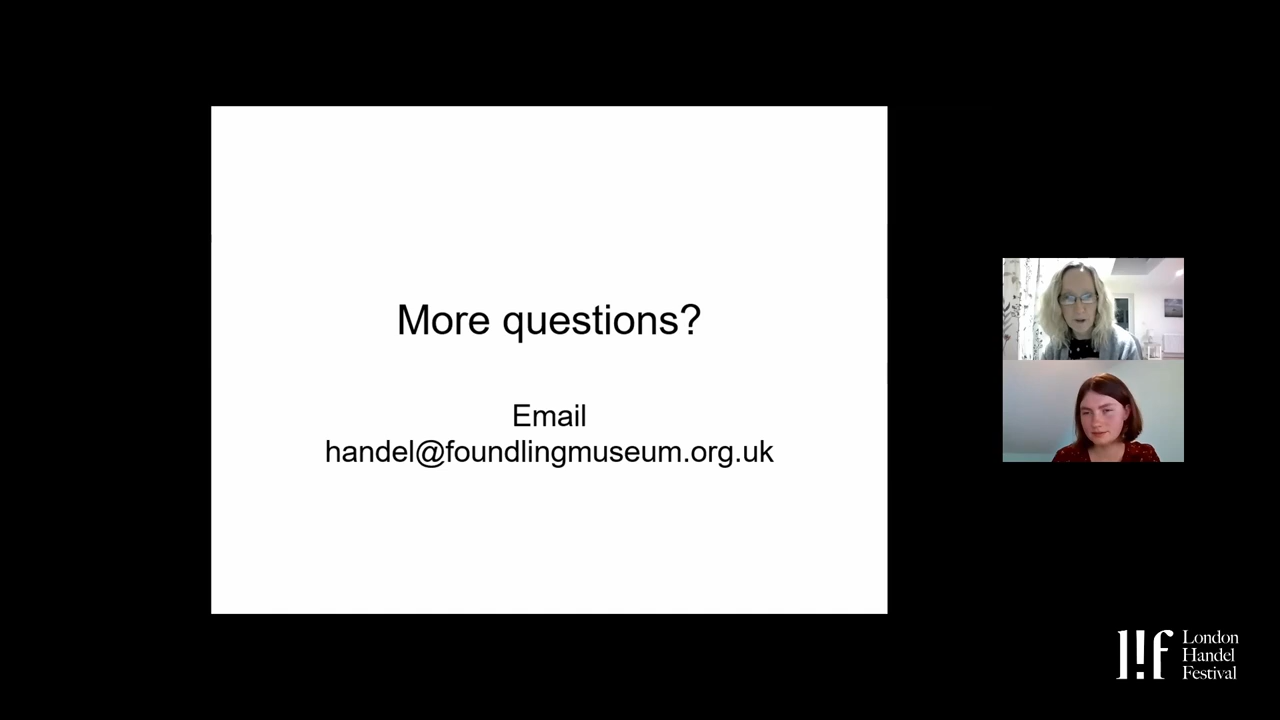 More questions?
Email
handel@foundlingmuseum.org.uk
London
Handel
Festival